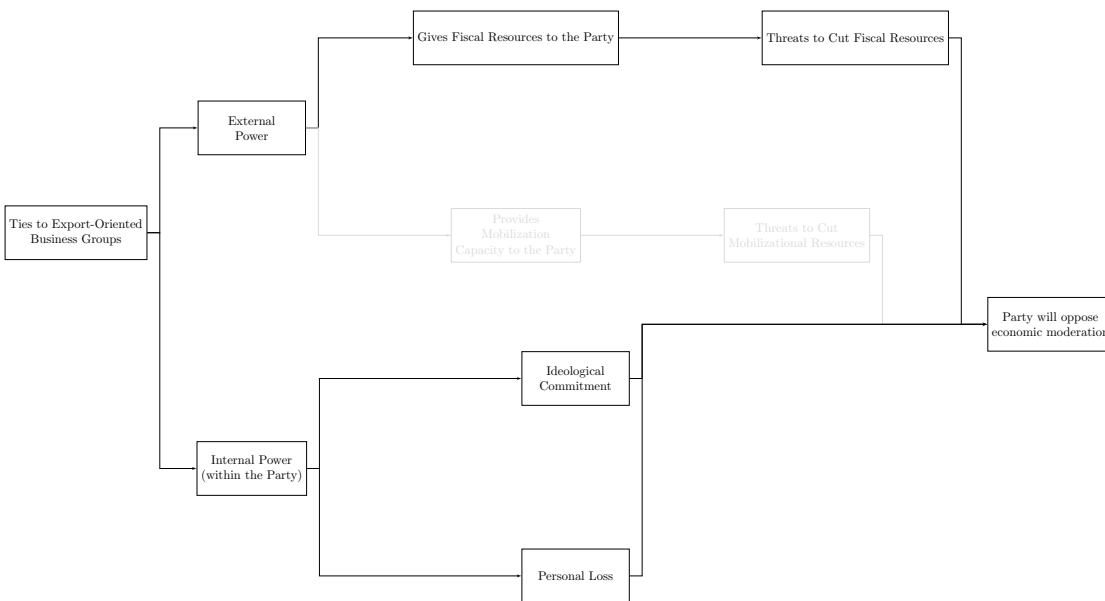 Gives Fiscal Resources to the Party
Threats to Cut Fiscal Resources
External
Power
Ties to Export-Oriented
Business Groups
Provides
Mobilization
Capacity to the Party
Threats to Cut
Mobilizational Resources
Party will oppose
economic moderation
Ideological
Commitment
Internal Power
(within the Party)
Personal Loss